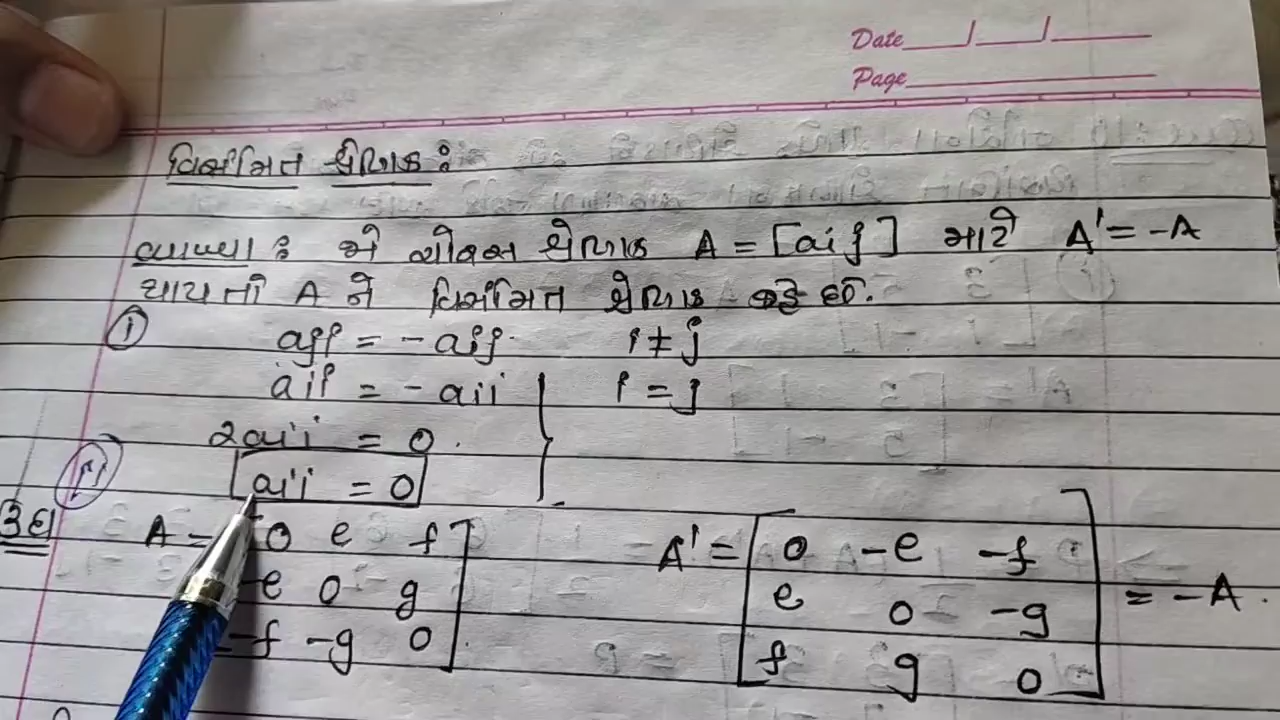 Date / /
Page
વિસંમિત શ્રેણિક :
વ્યાખ્યા : એ ચોરસ શ્રેણિક A = [aij] માટે A' = -A
થાય તો A ને વિસંમિત શ્રેણિક કહે છે.
① aji = - aij i ≠ j
aii = - aii i = j
2aii = 0.
aii = 0
ઉદા A = 0 e f A' = 0 -e -f
-e 0 g e 0 -g = -A.
-f -g 0 f g 0